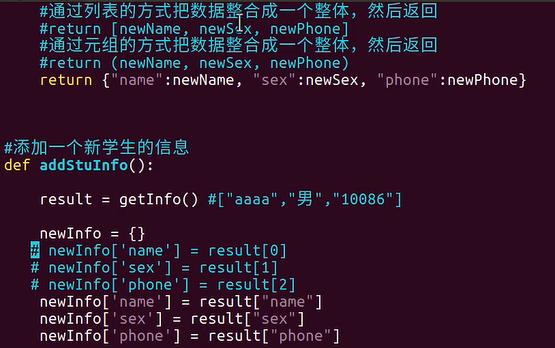 #通过列表的方式把数据整合成一个整体，然后返回
#return [newName, newSex, newPhone]
#通过元组的方式把数据整合成一个整体，然后返回
#return (newName, newSex, newPhone)
return {"name":newName, "sex":newSex, "phone":newPhone}
#添加一个新学生的信息
def addStuInfo():
result = getInfo() #["aaaa","男","10086"]
newInfo = {}
# newInfo['name'] = result[0]
# newInfo['sex'] = result[1]
# newInfo['phone'] = result[2]
newInfo['name'] = result["name"]
newInfo['sex'] = result["sex"]
newInfo['phone'] = result["phone"]